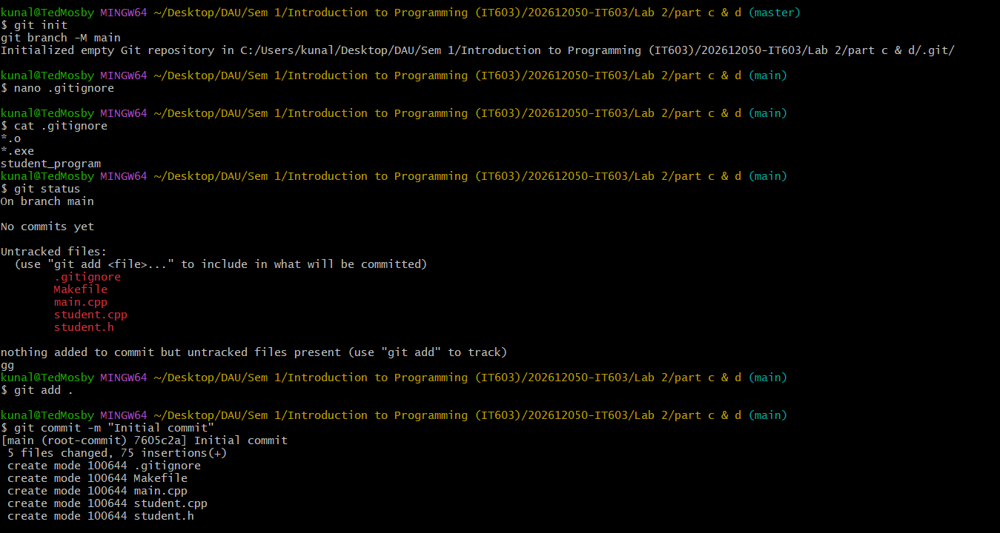 kunal@TedMosby MINGW64 ~/Desktop/DAU/Sem 1/Introduction to Programming (IT603)/202612050-IT603/Lab 2/part c & d (master)
$ git init
git branch -M main
Initialized empty Git repository in C:/Users/kunal/Desktop/DAU/Sem 1/Introduction to Programming (IT603)/202612050-IT603/Lab 2/part c & d/.git/

kunal@TedMosby MINGW64 ~/Desktop/DAU/Sem 1/Introduction to Programming (IT603)/202612050-IT603/Lab 2/part c & d (main)
$ nano .gitignore

kunal@TedMosby MINGW64 ~/Desktop/DAU/Sem 1/Introduction to Programming (IT603)/202612050-IT603/Lab 2/part c & d (main)
$ cat .gitignore
*.o
*.exe
student_program
kunal@TedMosby MINGW64 ~/Desktop/DAU/Sem 1/Introduction to Programming (IT603)/202612050-IT603/Lab 2/part c & d (main)
$ git status
On branch main

No commits yet

Untracked files:
  (use "git add <file>..." to include in what will be committed)
        .gitignore
        Makefile
        main.cpp
        student.cpp
        student.h

nothing added to commit but untracked files present (use "git add" to track)
gg
kunal@TedMosby MINGW64 ~/Desktop/DAU/Sem 1/Introduction to Programming (IT603)/202612050-IT603/Lab 2/part c & d (main)
$ git add .

kunal@TedMosby MINGW64 ~/Desktop/DAU/Sem 1/Introduction to Programming (IT603)/202612050-IT603/Lab 2/part c & d (main)
$ git commit -m "Initial commit"
[main (root-commit) 7605c2a] Initial commit
 5 files changed, 75 insertions(+)
 create mode 100644 .gitignore
 create mode 100644 Makefile
 create mode 100644 main.cpp
 create mode 100644 student.cpp
 create mode 100644 student.h